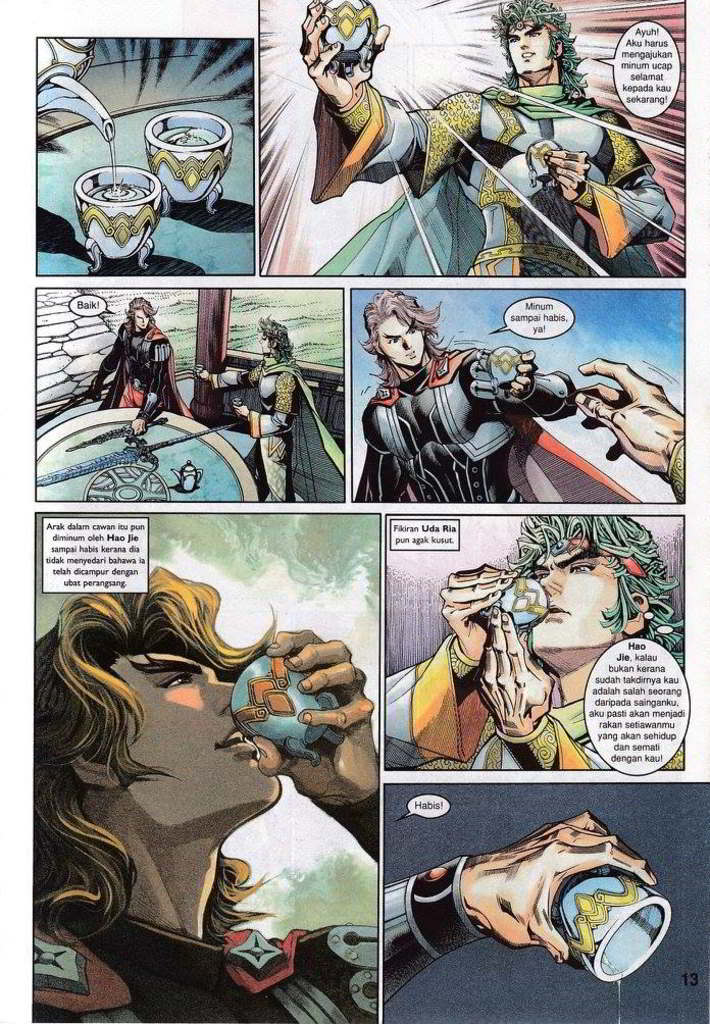 Ayuh!
Aku harus
mengajukan
minum ucap
selamat
kepada kau
sekarang!
Baik!
Minum
sampai habis,
ya!
Arak dalam cawan itu pun
diminum oleh Hao Jie
sampai habis kerana dia
tidak menyedari bahawa ia
telah dicampur dengan
ubat perangsang.
Fikiran Uda Ria
pun agak kusut.
Hao
Jie, kalau
bukan kerana
sudah takdirnya kau
adalah salah seorang
daripada sainganku,
aku pasti akan menjadi
rakan setiawanmu
yang akan sehidup
dan semati
dengan kau!
Habis!
13